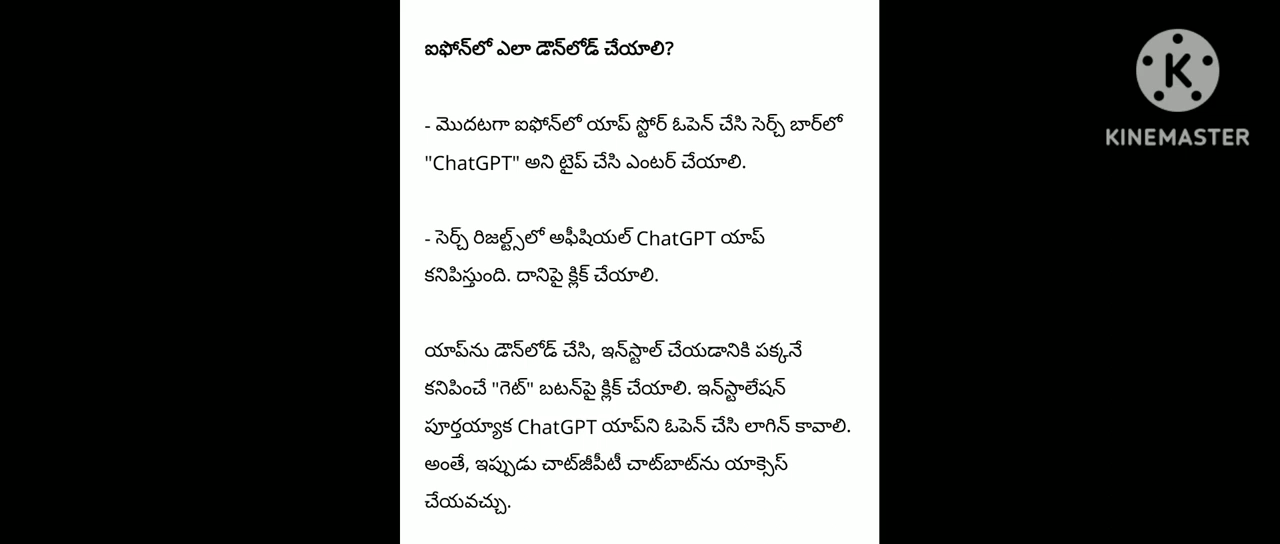 ఐఫోన్‌లో ఎలా డౌన్‌లోడ్ చేయాలి?
- మొదటగా ఐఫోన్‌లో యాప్ స్టోర్ ఓపెన్ చేసి సెర్చ్ బార్‌లో
"ChatGPT" అని టైప్ చేసి ఎంటర్ చేయాలి.
- సెర్చ్ రిజల్ట్స్‌లో అఫీషియల్ ChatGPT యాప్
కనిపిస్తుంది. దానిపై క్లిక్ చేయాలి.
యాప్‌ను డౌన్‌లోడ్ చేసి, ఇన్‌స్టాల్ చేయడానికి పక్కనే
కనిపించే "గెట్" బటన్‌పై క్లిక్ చేయాలి. ఇన్‌స్టాలేషన్
పూర్తయ్యాక ChatGPT యాప్‌ని ఓపెన్ చేసి లాగిన్ కావాలి.
అంతే, ఇప్పుడు చాట్‌జీపీటీ చాట్‌బాట్‌ను యాక్సెస్
చేయవచ్చు.
K
KINEMASTER